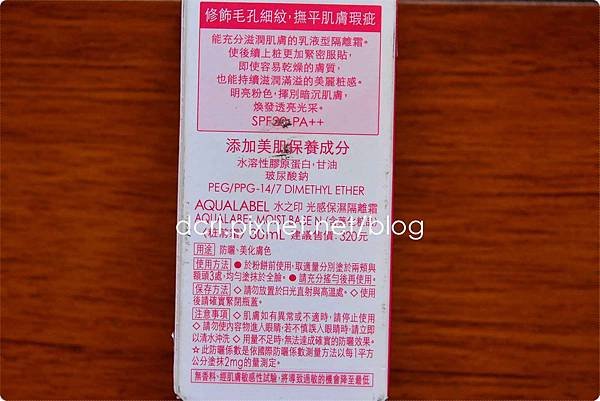 修飾毛孔細紋,撫平肌膚瑕疵
能充分滋潤肌膚的乳液型隔離霜。
使後續上粧更加緊密服貼,
即使容易乾燥的膚質,
也能持續滋潤滿溢的美麗粧感。
明亮粉色,揮別暗沉肌膚,
煥發透亮光采。
SPF20 PA++
添加美肌保養成分
水溶性膠原蛋白,甘油
玻尿酸鈉
PEG/PPG-14/7 DIMETHYL ETHER
AQUALABEL 水之印 光感保濕隔離霜
AQUALABEL MOIST BASE N
30mL 建議售價:320元
用途 防曬、美化膚色
使用方法 ●於粉餅前使用,取適量分別塗於兩頰與
額頭3處,均勻塗抹於全臉。●請充分搖勻後再使用。
保存方法 ◇請勿放置於日光直射與高溫處。◇使用
後請確實緊閉瓶蓋。
注意事項 ◇肌膚如有異常或不適時,請停止使用
◇請勿使內容物進入眼睛,若不慎誤入眼睛時,請立即
以清水沖洗 ◇用量不足時,無法達成確實的防曬效果。
☆此防曬係數是依國際防曬係數測量方法以每1平方
公分塗抹2mg的量測定。
無香料、經肌膚敏感性試驗,將導致過敏的機會降至最低